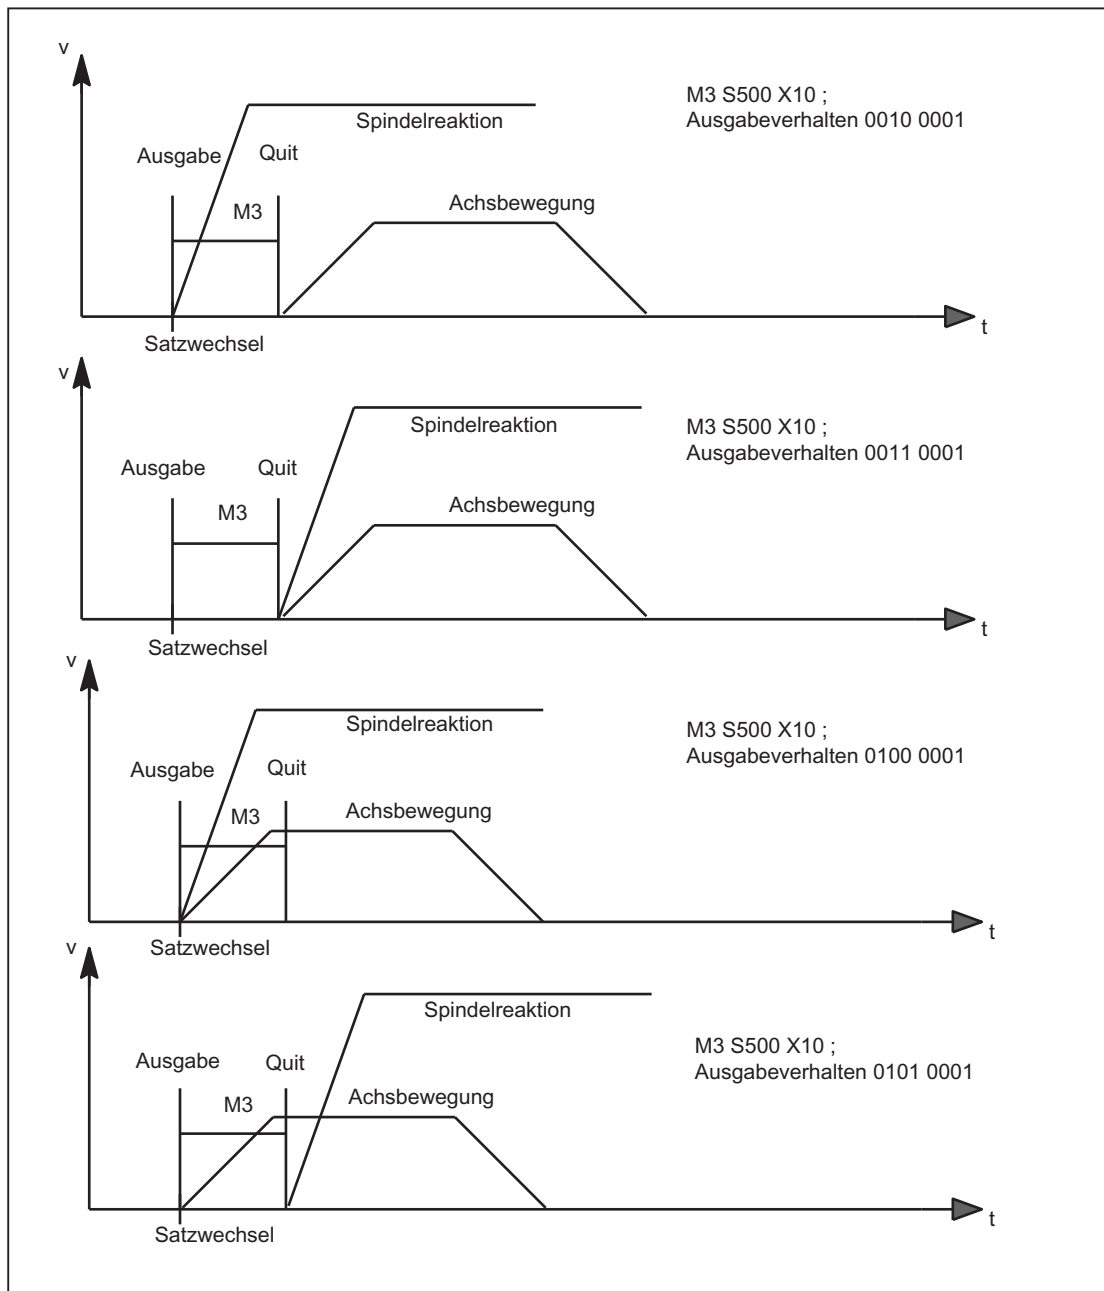 v
M3 S500 X10 ;
Ausgabeverhalten 0010 0001
Spindelreaktion
Ausgabe
Quit
Achsbewegung
M3
t
Satzwechsel
v
M3 S500 X10 ;
Ausgabeverhalten 0011 0001
Spindelreaktion
Ausgabe
Quit
Achsbewegung
M3
t
Satzwechsel
v
Spindelreaktion
M3 S500 X10 ;
Ausgabeverhalten 0100 0001
Ausgabe
Quit
Achsbewegung
M3
t
Satzwechsel
v
Spindelreaktion
M3 S500 X10 ;
Ausgabeverhalten 0101 0001
Ausgabe
Quit
Achsbewegung
M3
t
Satzwechsel